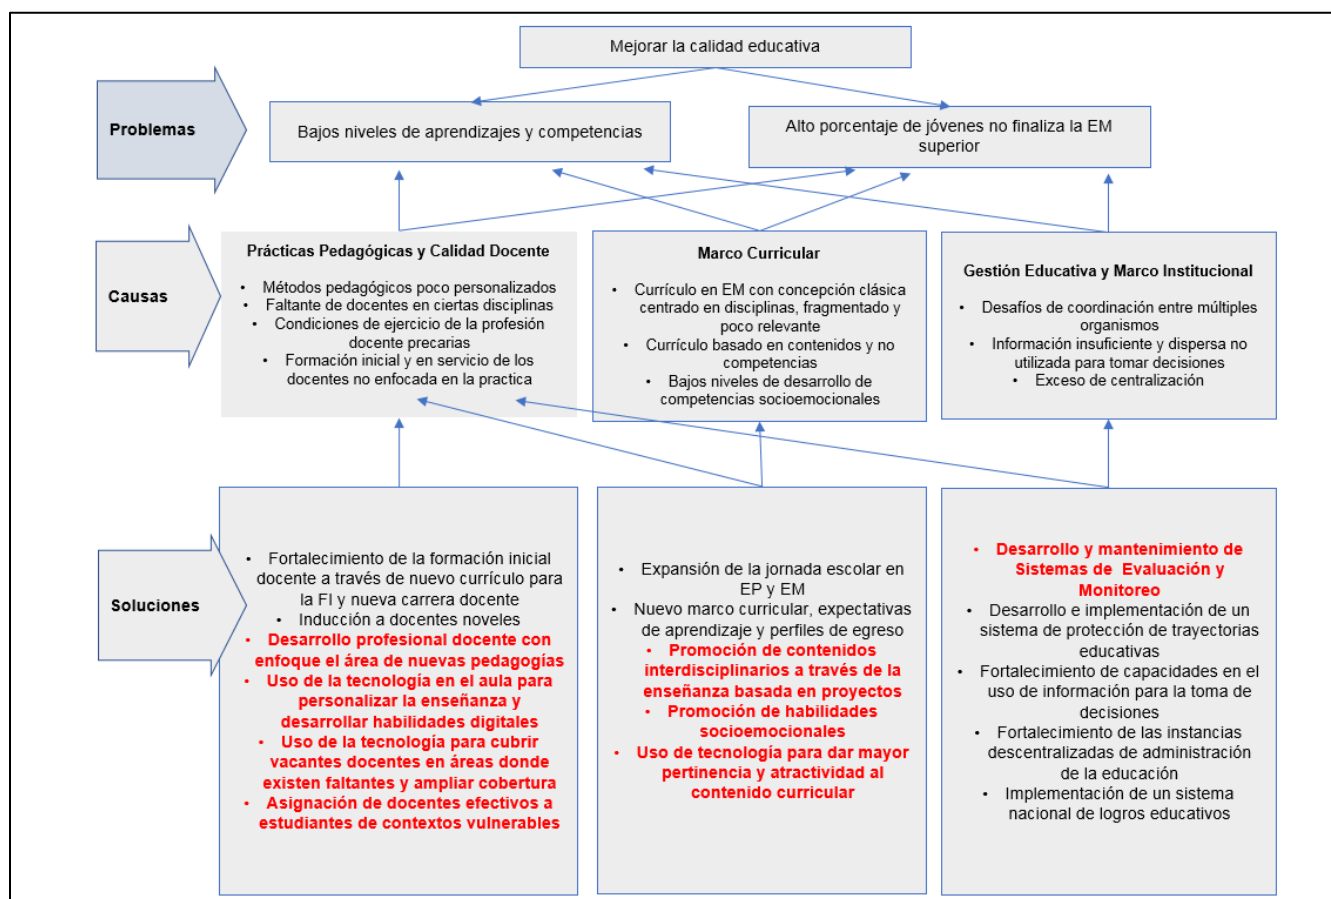 Mejorar la calidad educativa
Problemas
Bajos niveles de aprendizajes y competencias
Alto porcentaje de jóvenes no finaliza la EM
superior
Causas
Prácticas Pedagógicas y Calidad Docente
• Métodos pedagógicos poco personalizados
• Faltante de docentes en ciertas disciplinas
• Condiciones de ejercicio de la profesión
docente precarias
• Formación inicial y en servicio de los
docentes no enfocada en la practica
Marco Curricular
• Currículo en EM con concepción clásica
centrado en disciplinas, fragmentado y
poco relevante
• Currículo basado en contenidos y no
competencias
• Bajos niveles de desarrollo de
competencias socioemocionales
Gestión Educativa y Marco Institucional
• Desafíos de coordinación entre múltiples
organismos
• Información insuficiente y dispersa no
utilizada para tomar decisiones
• Exceso de centralización
Soluciones
• Fortalecimiento de la formación inicial
docente a través de nuevo currículo para
la FI y nueva carrera docente
• Inducción a docentes noveles
• Desarrollo profesional docente con
enfoque el área de nuevas pedagogías
• Uso de la tecnología en el aula para
personalizar la enseñanza y
desarrollar habilidades digitales
• Uso de la tecnología para cubrir
vacantes docentes en áreas donde
existen faltantes y ampliar cobertura
• Asignación de docentes efectivos a
estudiantes de contextos vulnerables
• Expansión de la jornada escolar en
EP y EM
• Nuevo marco curricular, expectativas
de aprendizaje y perfiles de egreso
• Promoción de contenidos
interdisciplinarios a través de la
enseñanza basada en proyectos
• Promoción de habilidades
socioemocionales
• Uso de tecnología para dar mayor
pertinencia y atractividad al
contenido curricular
• Desarrollo y mantenimiento de
Sistemas de Evaluación y
Monitoreo
• Desarrollo e implementación de un
sistema de protección de trayectorias
educativas
• Fortalecimiento de capacidades en el
uso de información para la toma de
decisiones
• Fortalecimiento de las instancias
descentralizadas de administración
de la educación
• Implementación de un sistema
nacional de logros educativos